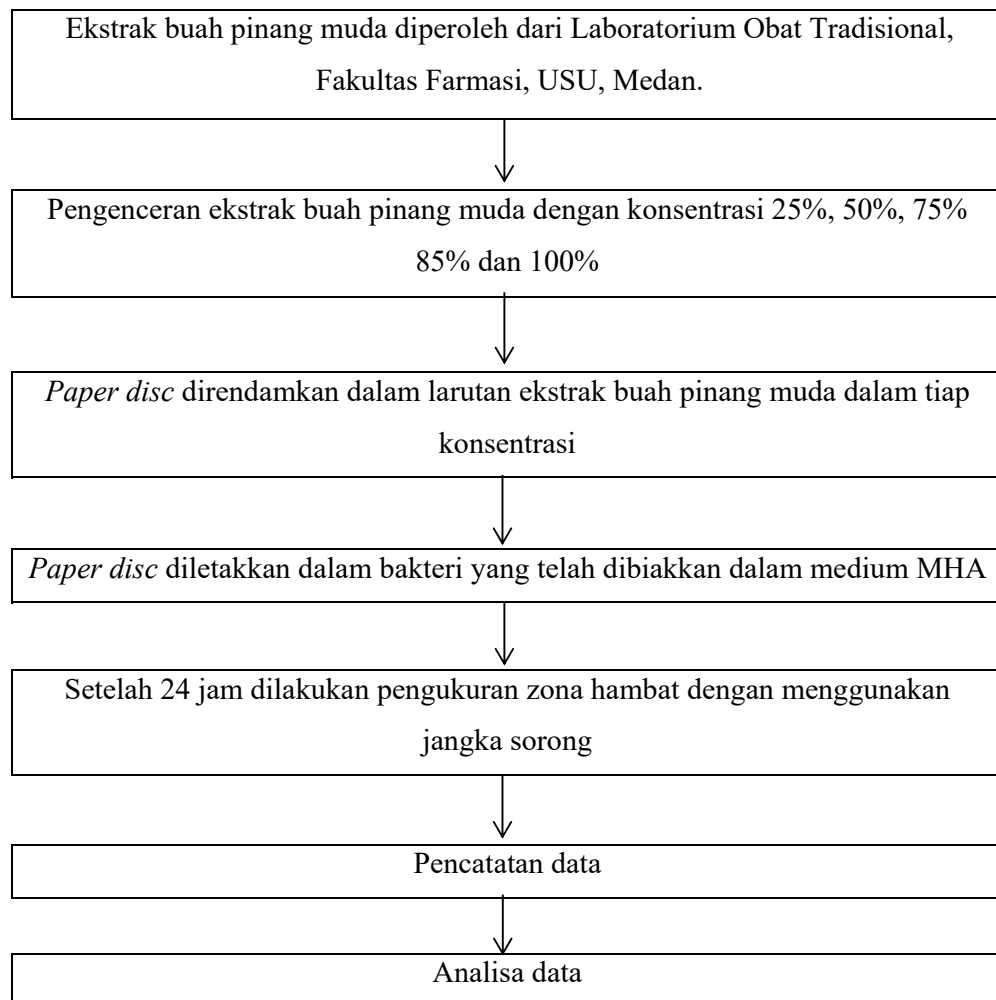 Ekstrak buah pinang muda diperoleh dari Laboratorium Obat Tradisional,
Fakultas Farmasi, USU, Medan.
Pengenceran ekstrak buah pinang muda dengan konsentrasi 25%, 50%, 75%
85% dan 100%
Paper disc direndamkan dalam larutan ekstrak buah pinang muda dalam tiap
konsentrasi
Paper disc diletakkan dalam bakteri yang telah dibiakkan dalam medium MHA
Setelah 24 jam dilakukan pengukuran zona hambat dengan menggunakan
jangka sorong
Pencatatan data
Analisa data